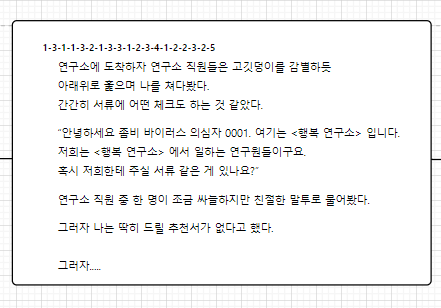 1-3-1-1-3-2-1-3-3-1-2-3-4-1-2-2-3-2-5
연구소에 도착하자 연구소 직원들은 고깃덩이를 감별하듯
아래위로 훑으며 나를 쳐다봤다.
간간히 서류에 어떤 체크도 하는 것 같았다.
"안녕하세요 좀비 바이러스 의심자 0001. 여기는 <행복 연구소> 입니다.
저희는 <행복 연구소> 에서 일하는 연구원들이구요.
혹시 저희한테 주실 서류 같은 게 있나요?"
연구소 직원 중 한 명이 조금 싸늘하지만 친절한 말투로 물어봤다.
그러자 나는 딱히 드릴 추천서가 없다고 했다.
그러자.....